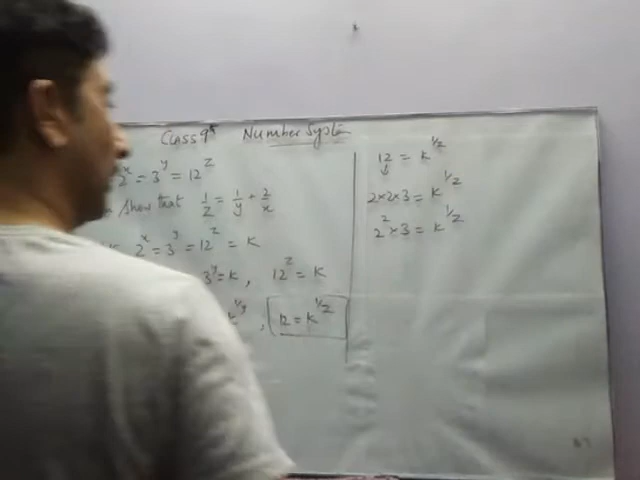 Class 9th Number System
2^x = 3^y = 12^z
show that 1/z = 1/y + 2/x
2^x = 3^y = 12^z = K
3^y = K, 12^z = K
K^1/y, 12 = K^1/z
12 = K^1/z
2×2×3 = K^1/z
2^2 × 3 = K^1/z